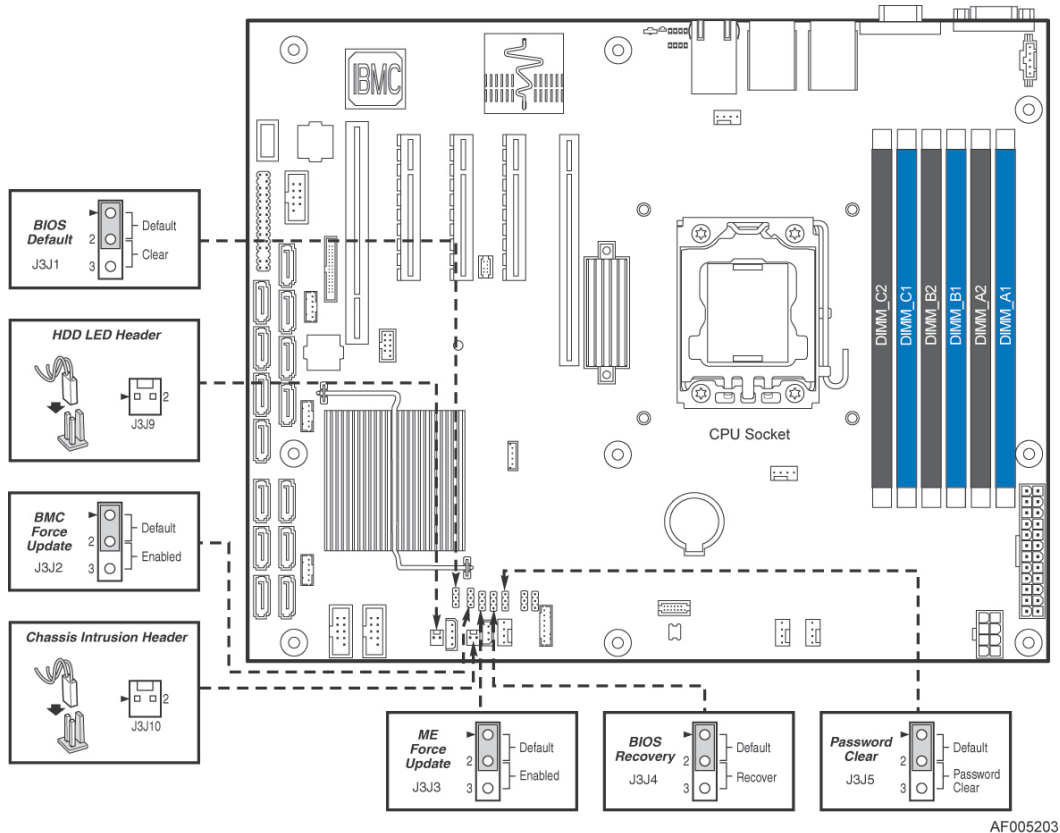 BMC
BIOS
Default
J3J1
2
3
Default
Clear
HDD LED Header
2
J3J9
BMC
Force
Update
J3J2
2
3
Default
Enabled
Chassis Intrusion Header
2
J3J10
DIMM_C2
DIMM_C1
DIMM_B2
DIMM_B1
DIMM_A2
DIMM_A1
CPU Socket
ME
Force
Update
J3J3
2
3
Default
Enabled
BIOS
Recovery
J3J4
2
3
Default
Recover
Password
Clear
J3J5
2
3
Default
Password
Clear
AF005203